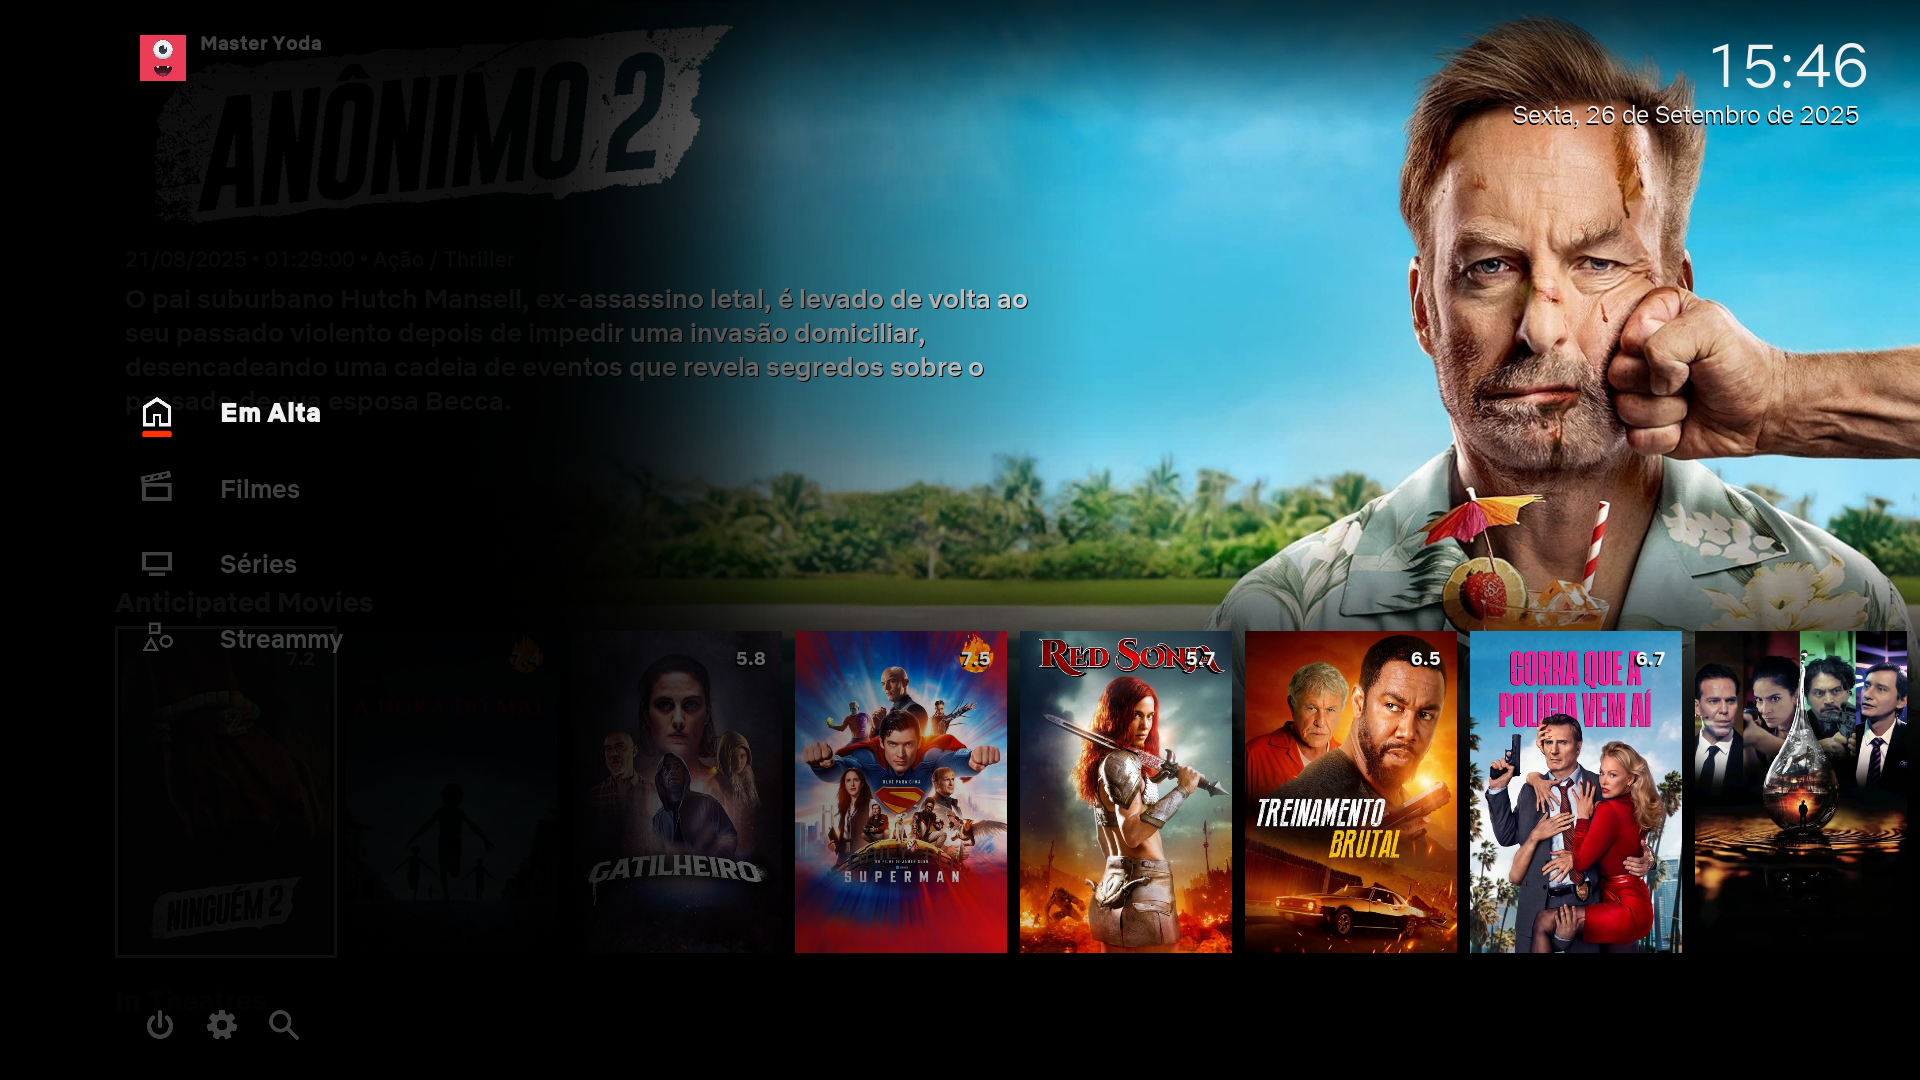 Master Yoda
15:46
Sexta, 26 de Setembro de 2025
ANÔNIMO 2
21/08/2025 • 01:29:00 • Ação / Thriller
O pai suburbano Hutch Mansell, ex-assassino letal, é levado de volta ao
seu passado violento depois de impedir uma invasão domiciliar,
desencadeando uma cadeia de eventos que revela segredos sobre o
passado de sua esposa Becca.
Em Alta
Filmes
Séries
Anticipated Movies
Streammy
7.2
5.8
7.5
5.7
6.5
6.7
RED SONJA
CORRA QUE A
POLÍCIA VEM AÍ
TREINAMENTO
BRUTAL
GATILHEIRO
SUPERMAN
NINGUÉM 2
In Theatres